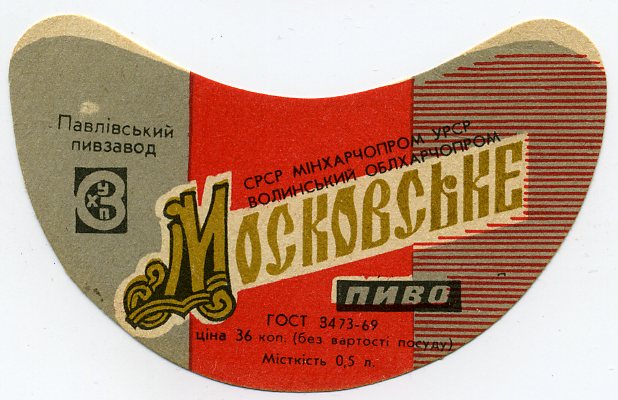 Павлівський
пивзавод
У
Х
П
СРСР МІНХАРЧОПРОМ УРСР
ВОЛИНСЬКИЙ ОБЛХАРЧОПРОМ
МОСКОВСЬКЕ
ПИВО
ГОСТ 3473-69
ціна 36 коп. (без вартості посуду)
Місткість 0,5 л.